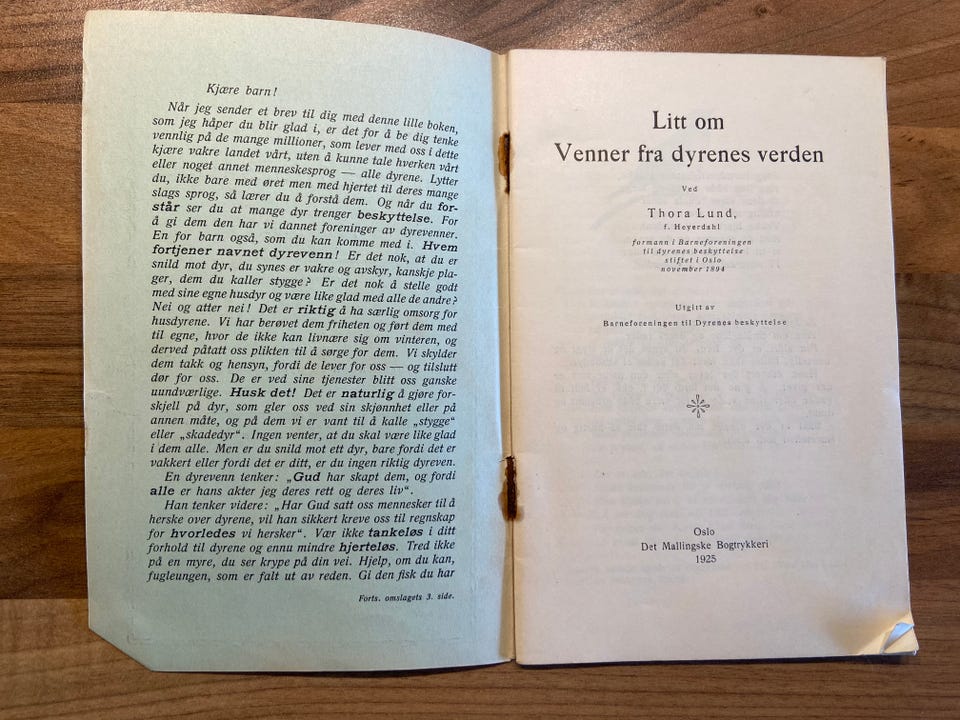 Kjære barn!
Når jeg sender et brev til dig med denne lille boken,
som jeg håper du blir glad i, er det for å be dig tenke
vennlig på de mange millioner, som lever med oss i dette
kjære vakre landet vårt, uten å kunne tale hverken vårt
eller noget annet menneskesprog — alle dyrene. Lytter
du, ikke bare med øret men med hjertet til deres mange
slags sprog, så lærer du å forstå dem. Og når du for-
står ser du at mange dyr trenger beskyttelse. For
å gi dem den har vi dannet foreninger av dyrevenner.
En for barn også, som du kan komme med i. Hvem
fortjener navnet dyrevenn! Er det nok, at du er
snild mot dyr, du synes er vakre og avskyr, kanskje pla-
ger, dem du kaller stygge? Er det nok å stelle godt
med sine egne husdyr og være like glad med alle de andre?
Nei og atter nei! Det er riktig å ha særlig omsorg for
husdyrene. Vi har berøvet dem friheten og ført dem med
til egne, hvor de ikke kan livnære sig om vinteren, og
derved påtatt oss plikten til å sørge for dem. Vi skylder
dem takk og hensyn, fordi de lever for oss — og tilslutt
dør for oss. De er ved sine tjenester blitt oss ganske
uundværlige. Husk det! Det er naturlig å gjøre for-
skjell på dyr, som gler oss ved sin skjønnhet eller på
annen måte, og på dem vi er vant til å kalle „stygge“
eller „skadedyr“. Ingen venter, at du skal være like glad
i dem alle. Men er du snild mot ett dyr, bare fordi det er
vakkert eller fordi det er ditt, er du ingen riktig dyreven.
En dyrevenn tenker: „Gud har skapt dem, og fordi
alle er hans akter jeg deres rett og deres liv“.
Han tenker videre: „Har Gud satt oss mennesker til å
herske over dyrene, vil han sikkert kreve oss til regnskap
for hvorledes vi hersker“. Vær ikke tankeløs i ditt
forhold til dyrene og ennu mindre hjerteløs. Tred ikke
på en myre, du ser krype på din vei. Hjelp, om du kan,
fugleungen, som er falt ut av reden. Gi den fisk du har
Forts. omslagets 3. side.
Litt om
Venner fra dyrenes verden
Ved
Thora Lund,
f. Heyerdahl
formann i Barneforeningen
til dyrenes beskyttelse
stiftet i Oslo
november 1894
Utgitt av
Barneforeningen til Dyrenes beskyttelse
Oslo
Det Mallingske Bogtrykkeri
1925